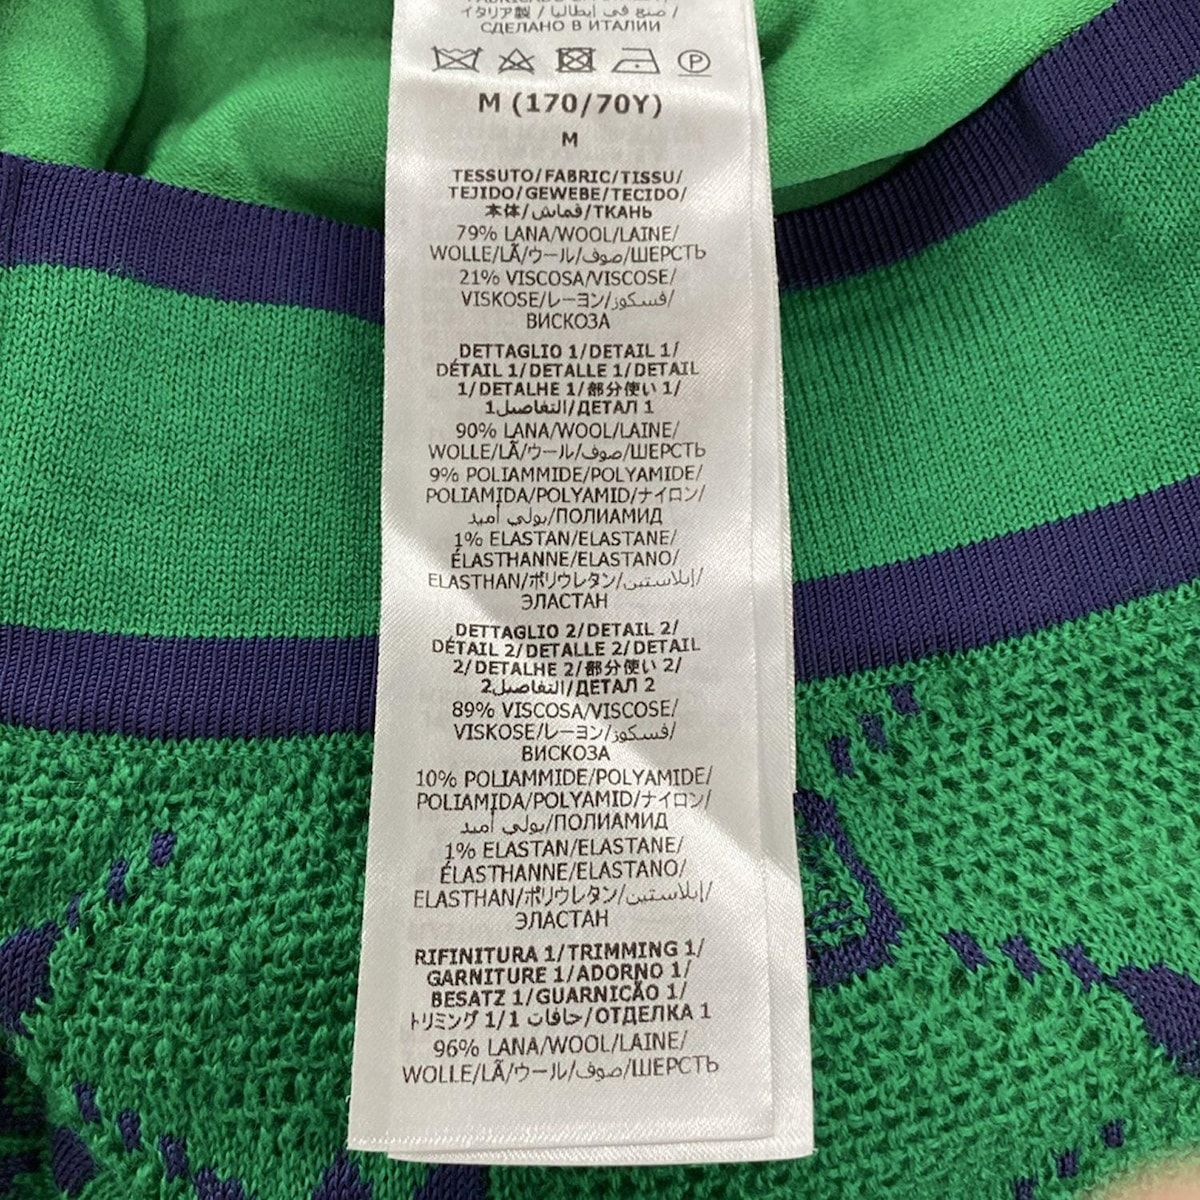 イタリア製 / صنع في ايطاليا /
СДЕЛАНО В ИТАЛИИ
P
M (170/70Y)
M
TESSUTO/FABRIC/TISSU/
TEJIDO/GEWEBE/TECIDO/
本体/قماش/ТКАНЬ
79% LANA/WOOL/LAINE/
WOLLE/LÃ/ウール/صوف/ШЕРСТЬ
21% VISCOSA/VISCOSE/
VISKOSE/レーヨン/فسكوز/
ВИСКОЗА
DETTAGLIO 1/DETAIL 1/
DÉTAIL 1/DETALLE 1/DETAIL
1/DETALHE 1/部分使い 1/
التفاصيل1/ДЕТАЛ 1
90% LANA/WOOL/LAINE/
WOLLE/LÃ/ウール/صوف/ШЕРСТЬ
9% POLIAMMIDE/POLYAMIDE/
POLIAMIDA/POLYAMID/ナイロン/
بولي أميد/ПОЛИАМИД
1% ELASTAN/ELASTANE/
ÉLASTHANNE/ELASTANO/
ELASTHAN/ポリウレタン/إيلاستين/
ЭЛАСТАН
DETTAGLIO 2/DETAIL 2/
DÉTAIL 2/DETALLE 2/DETAIL
2/DETALHE 2/部分使い 2/
التفاصيل2/ДЕТАЛ 2
89% VISCOSA/VISCOSE/
VISKOSE/レーヨン/فسكوز/
ВИСКОЗА
10% POLIAMMIDE/POLYAMIDE/
POLIAMIDA/POLYAMID/ナイロン/
بولي أميد/ПОЛИАМИД
1% ELASTAN/ELASTANE/
ÉLASTHANNE/ELASTANO/
ELASTHAN/ポリウレタン/إيلاستين/
ЭЛАСТАН
RIFINITURA 1/TRIMMING 1/
GARNITURE 1/ADORNO 1/
BESATZ 1/GUARNICÃO 1/
トリミング 1/1 حافات/ОТДЕЛКА 1
96% LANA/WOOL/LAINE/
WOLLE/LÃ/ウール/صوف/ШЕРСТЬ